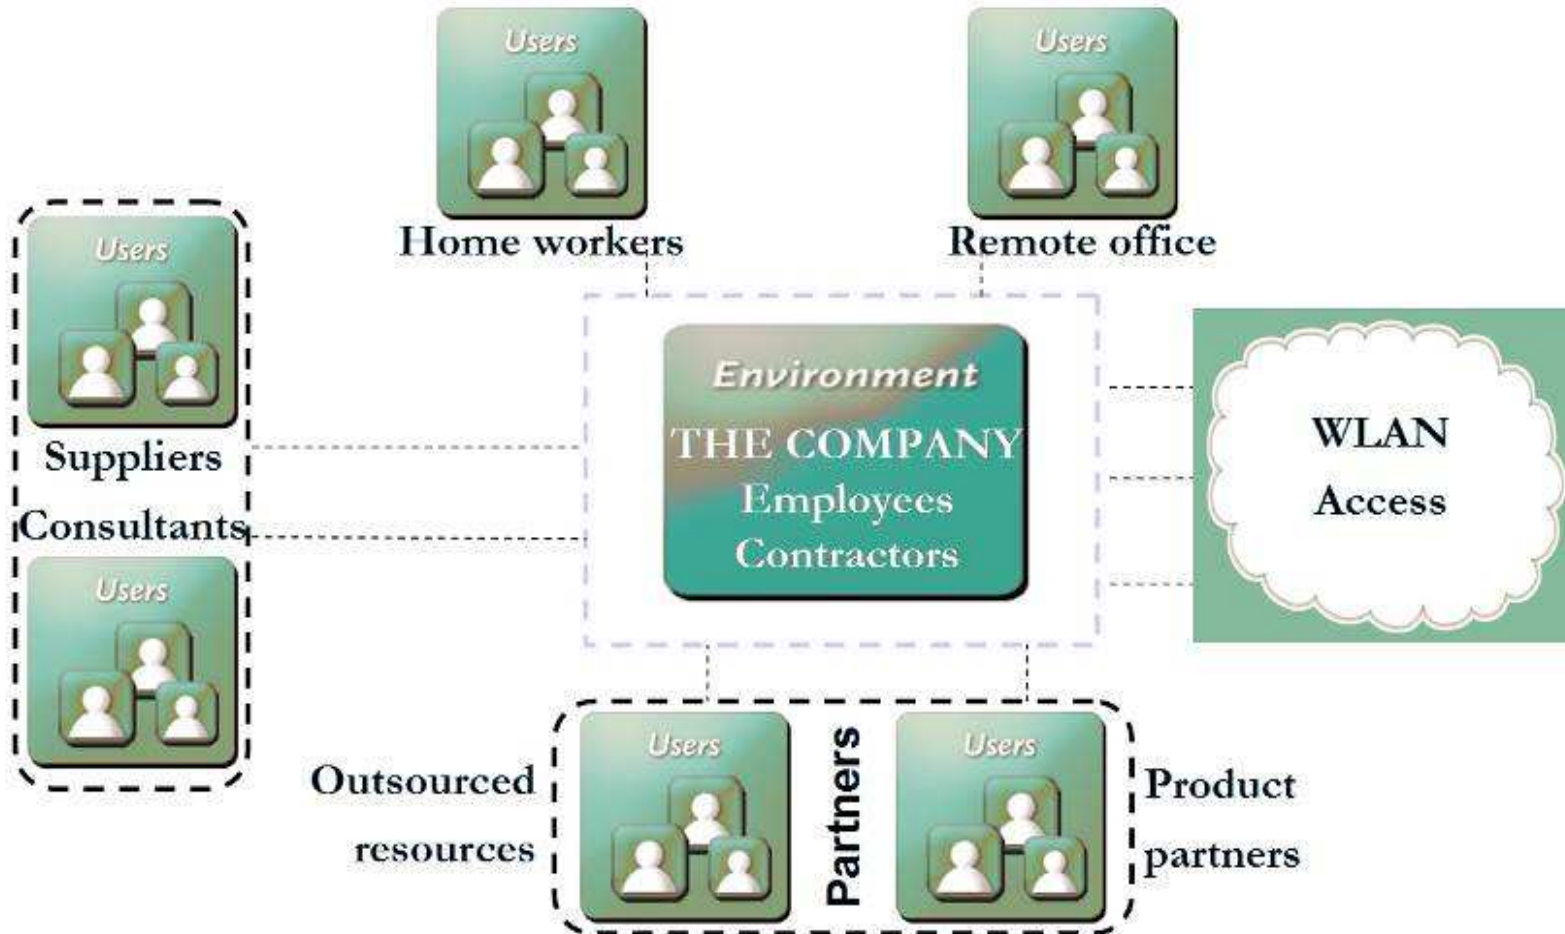 Users
Home workers
Users
Remote office
Users
Suppliers
Consultants
Users
Environment
THE COMPANY
Employees
Contractors
WLAN
Access
Outsourced
resources
Users
Partners
Users
Product
partners